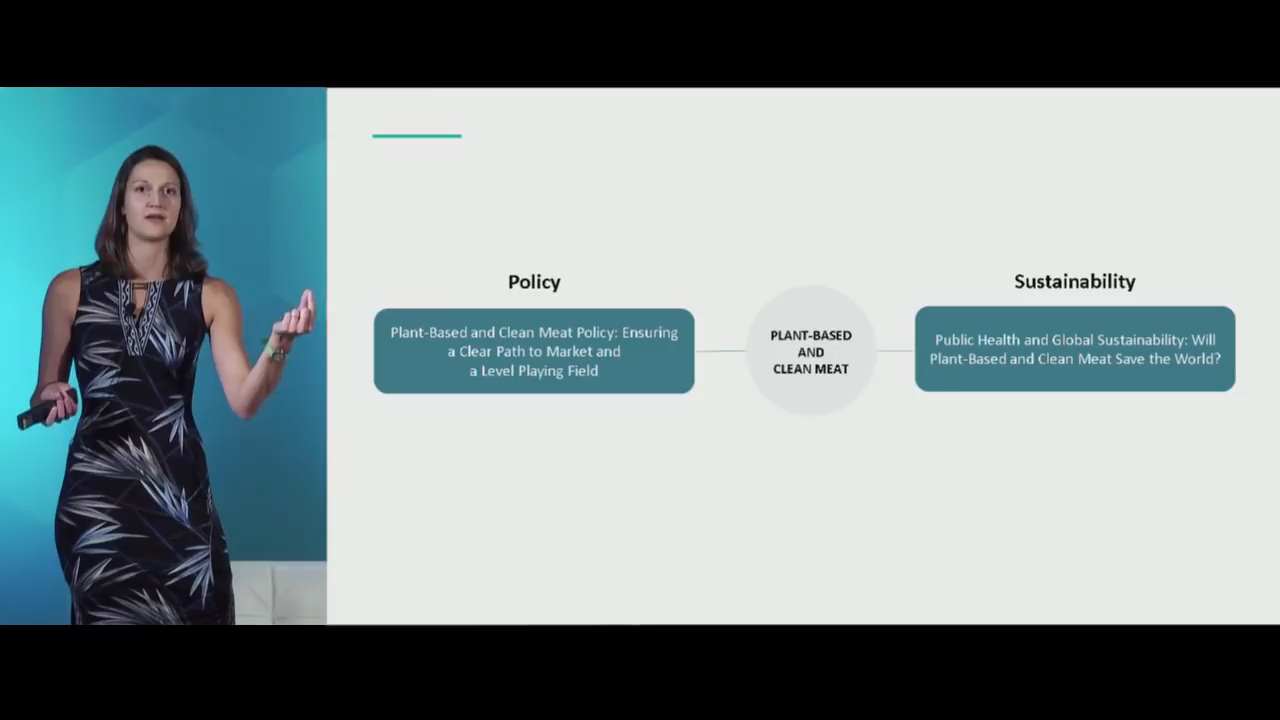 Policy
Plant-Based and Clean Meat Policy: Ensuring
a Clear Path to Market and
a Level Playing Field
PLANT-BASED
AND
CLEAN MEAT
Sustainability
Public Health and Global Sustainability: Will
Plant-Based and Clean Meat Save the World?